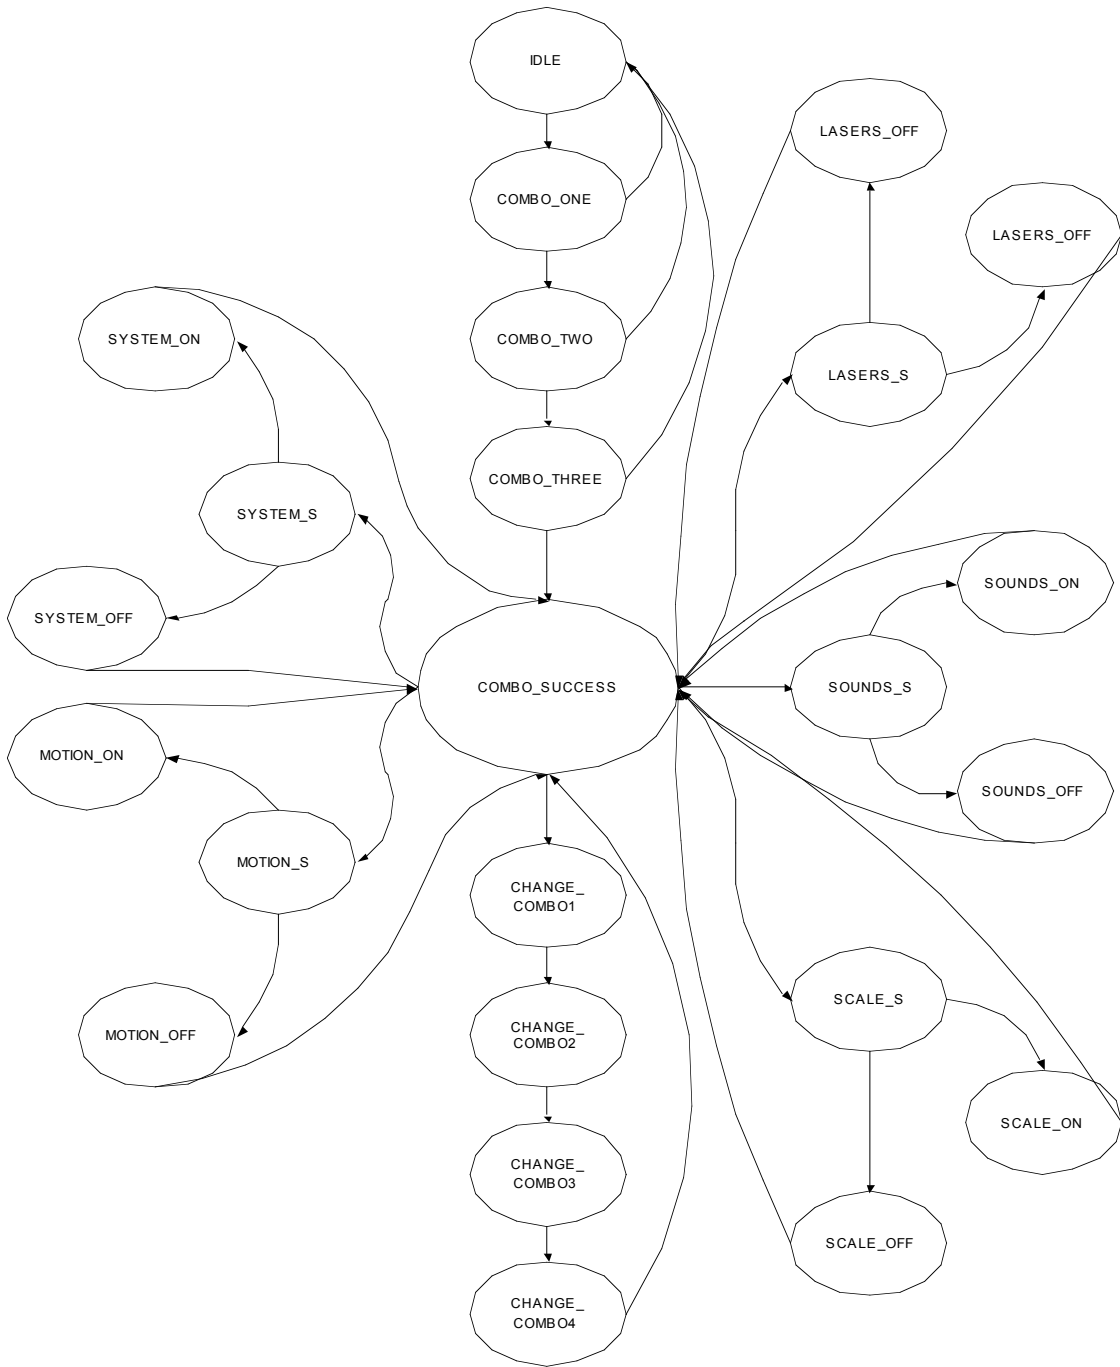 IDLE
LASERS_OFF
COMBO_ONE
LASERS_OFF
SYSTEM_ON
COMBO_TWO
LASERS_S
COMBO_THREE
SYSTEM_S
SOUNDS_ON
SYSTEM_OFF
COMBO_SUCCESS
SOUNDS_S
MOTION_ON
SOUNDS_OFF
MOTION_S
CHANGE_
COMBO1
SCALE_S
MOTION_OFF
CHANGE_
COMBO2
SCALE_ON
CHANGE_
COMBO3
SCALE_OFF
CHANGE_
COMBO4